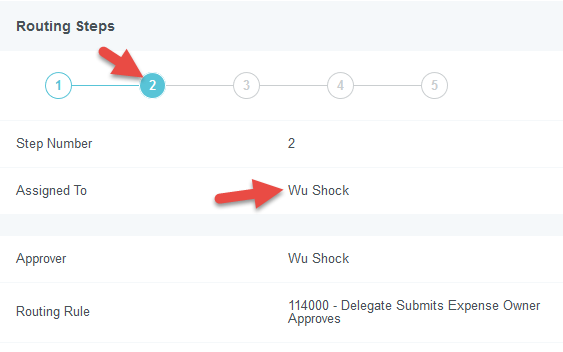 Routing Steps
1 2 3 4 5
Step Number 2
Assigned To Wu Shock
Approver Wu Shock
Routing Rule 114000 - Delegate Submits Expense Owner
Approves